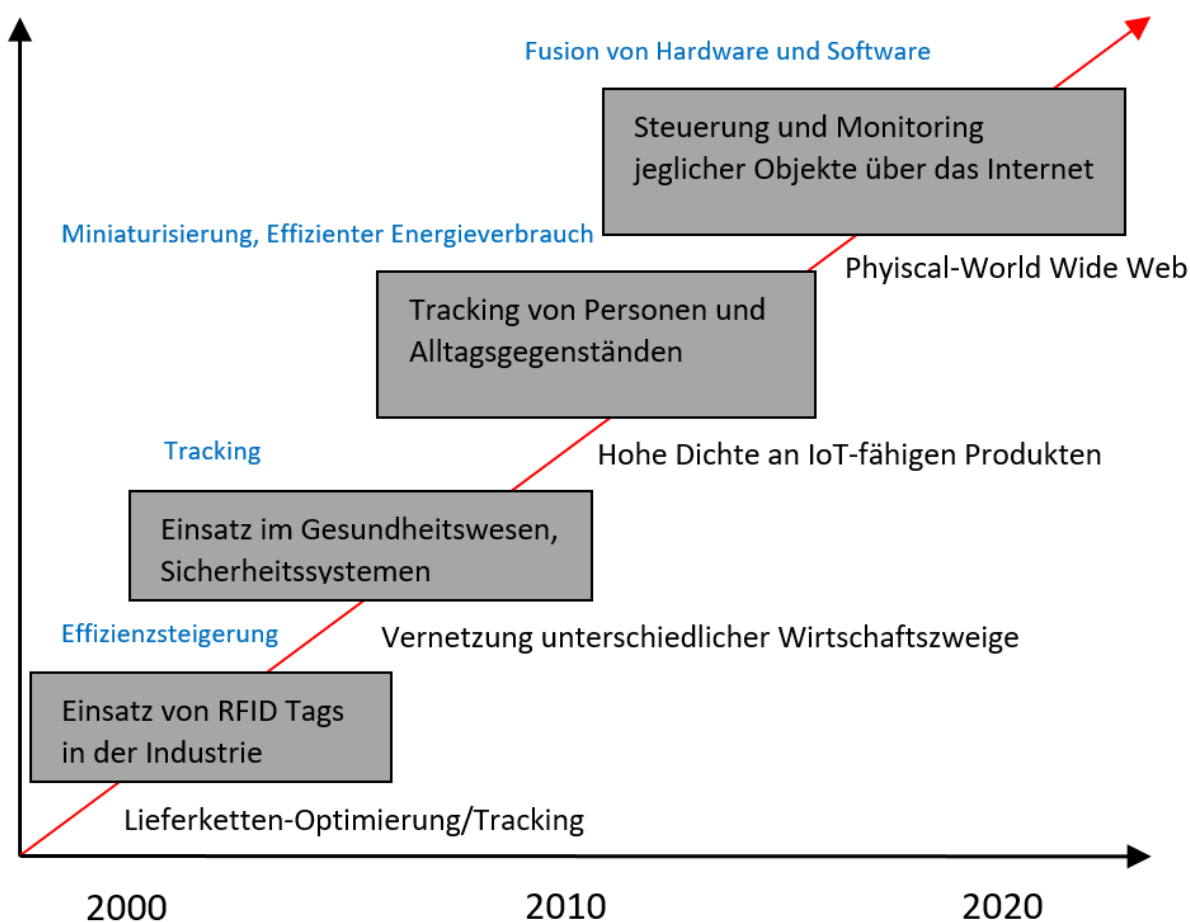 Fusion von Hardware und Software
Steuerung und Monitoring
jeglicher Objekte über das Internet
Miniaturisierung, Effizienter Energieverbrauch
Phyiscal-World Wide Web
Tracking von Personen und
Alltagsgegenständen
Tracking
Hohe Dichte an IoT-fähigen Produkten
Einsatz im Gesundheitswesen,
Sicherheitssystemen
Effizienzsteigerung
Vernetzung unterschiedlicher Wirtschaftszweige
Einsatz von RFID Tags
in der Industrie
Lieferketten-Optimierung/Tracking
2000
2010
2020